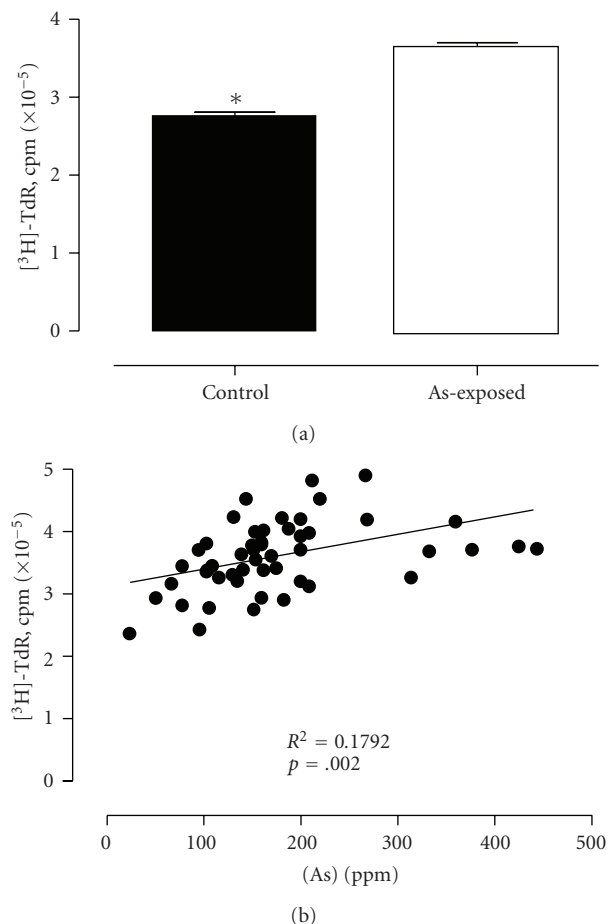 4
3
2
1
0
[³H]-TdR, cpm (×10⁻⁵)
*
Control
As-exposed
(a)
5
4
3
2
1
0
[³H]-TdR, cpm (×10⁻⁵)
R² = 0.1792
p = .002
0 100 200 300 400 500
(As) (ppm)
(b)